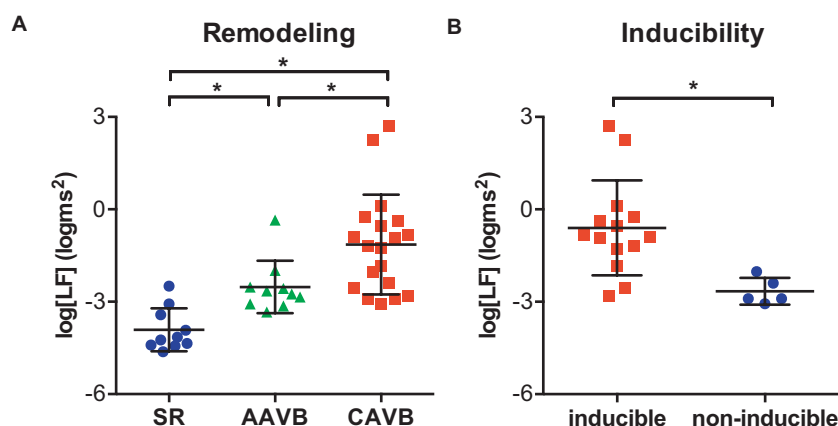 A
Remodeling
*
*
*
log[LF] (logms²)
3
0
-3
-6
SR
AAVB
CAVB
B
Inducibility
*
log[LF] (logms²)
3
0
-3
-6
inducible
non-inducible